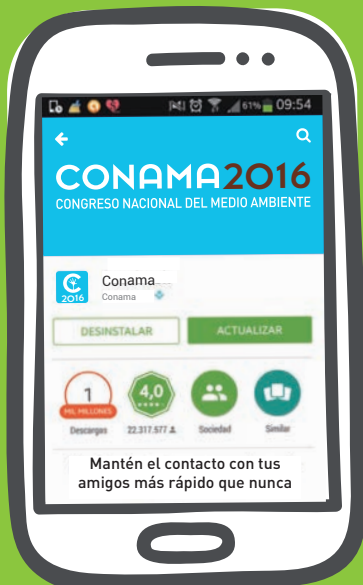 61% 09:54
CONAMA2016
CONGRESO NACIONAL DEL MEDIO AMBIENTE
C
2016
Conama
Conama
DESINSTALAR
ACTUALIZAR
1
MIL MILLONES
4,0
Descargas
22.317.577
Sociedad
Similar
Mantén el contacto con tus
amigos más rápido que nunca